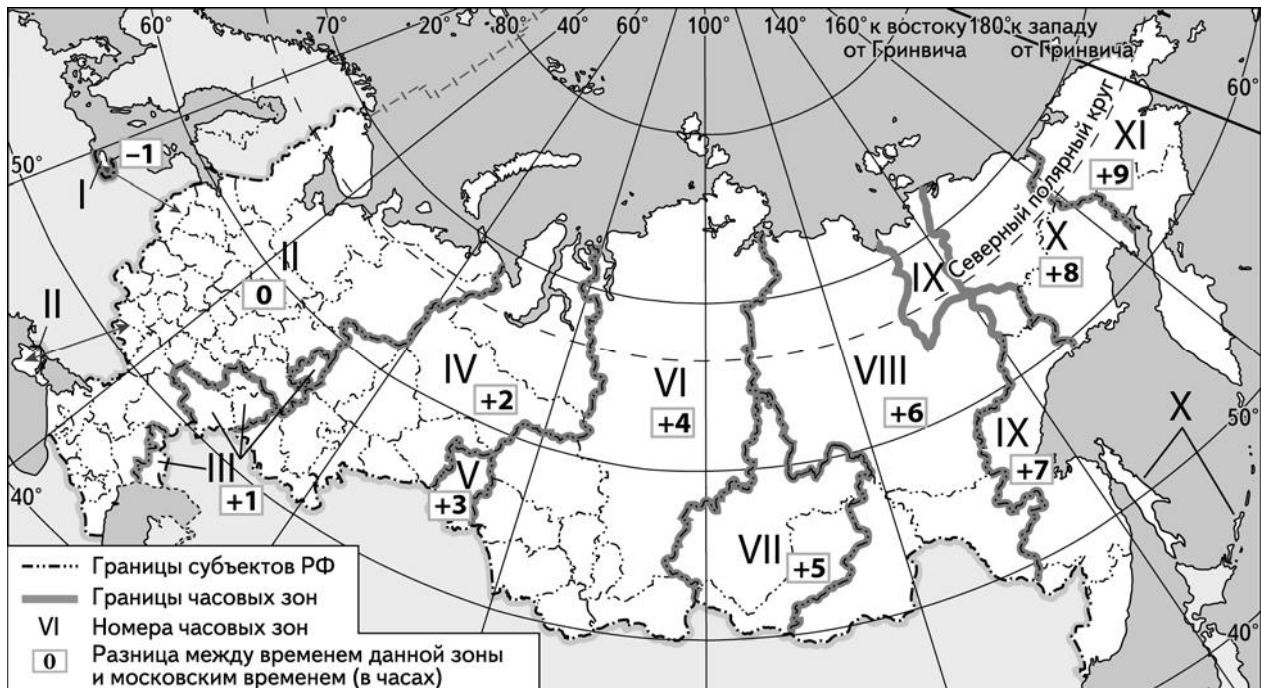 60°
70°
20°
40°
60°
100°
140°
160°
к востоку
от Гринвича
180°
к западу
от Гринвича
60°
50°
–1
I
Северный полярный круг
XI
+9
II
0
X
+8
IX
II
IV
+2
VI
+4
VIII
+6
X
50°
IX
+7
III
+1
V
+3
40°
VII
+5
40°
Границы субъектов РФ
Границы часовых зон
VI Номера часовых зон
0 Разница между временем данной зоны
и московским временем (в часах)